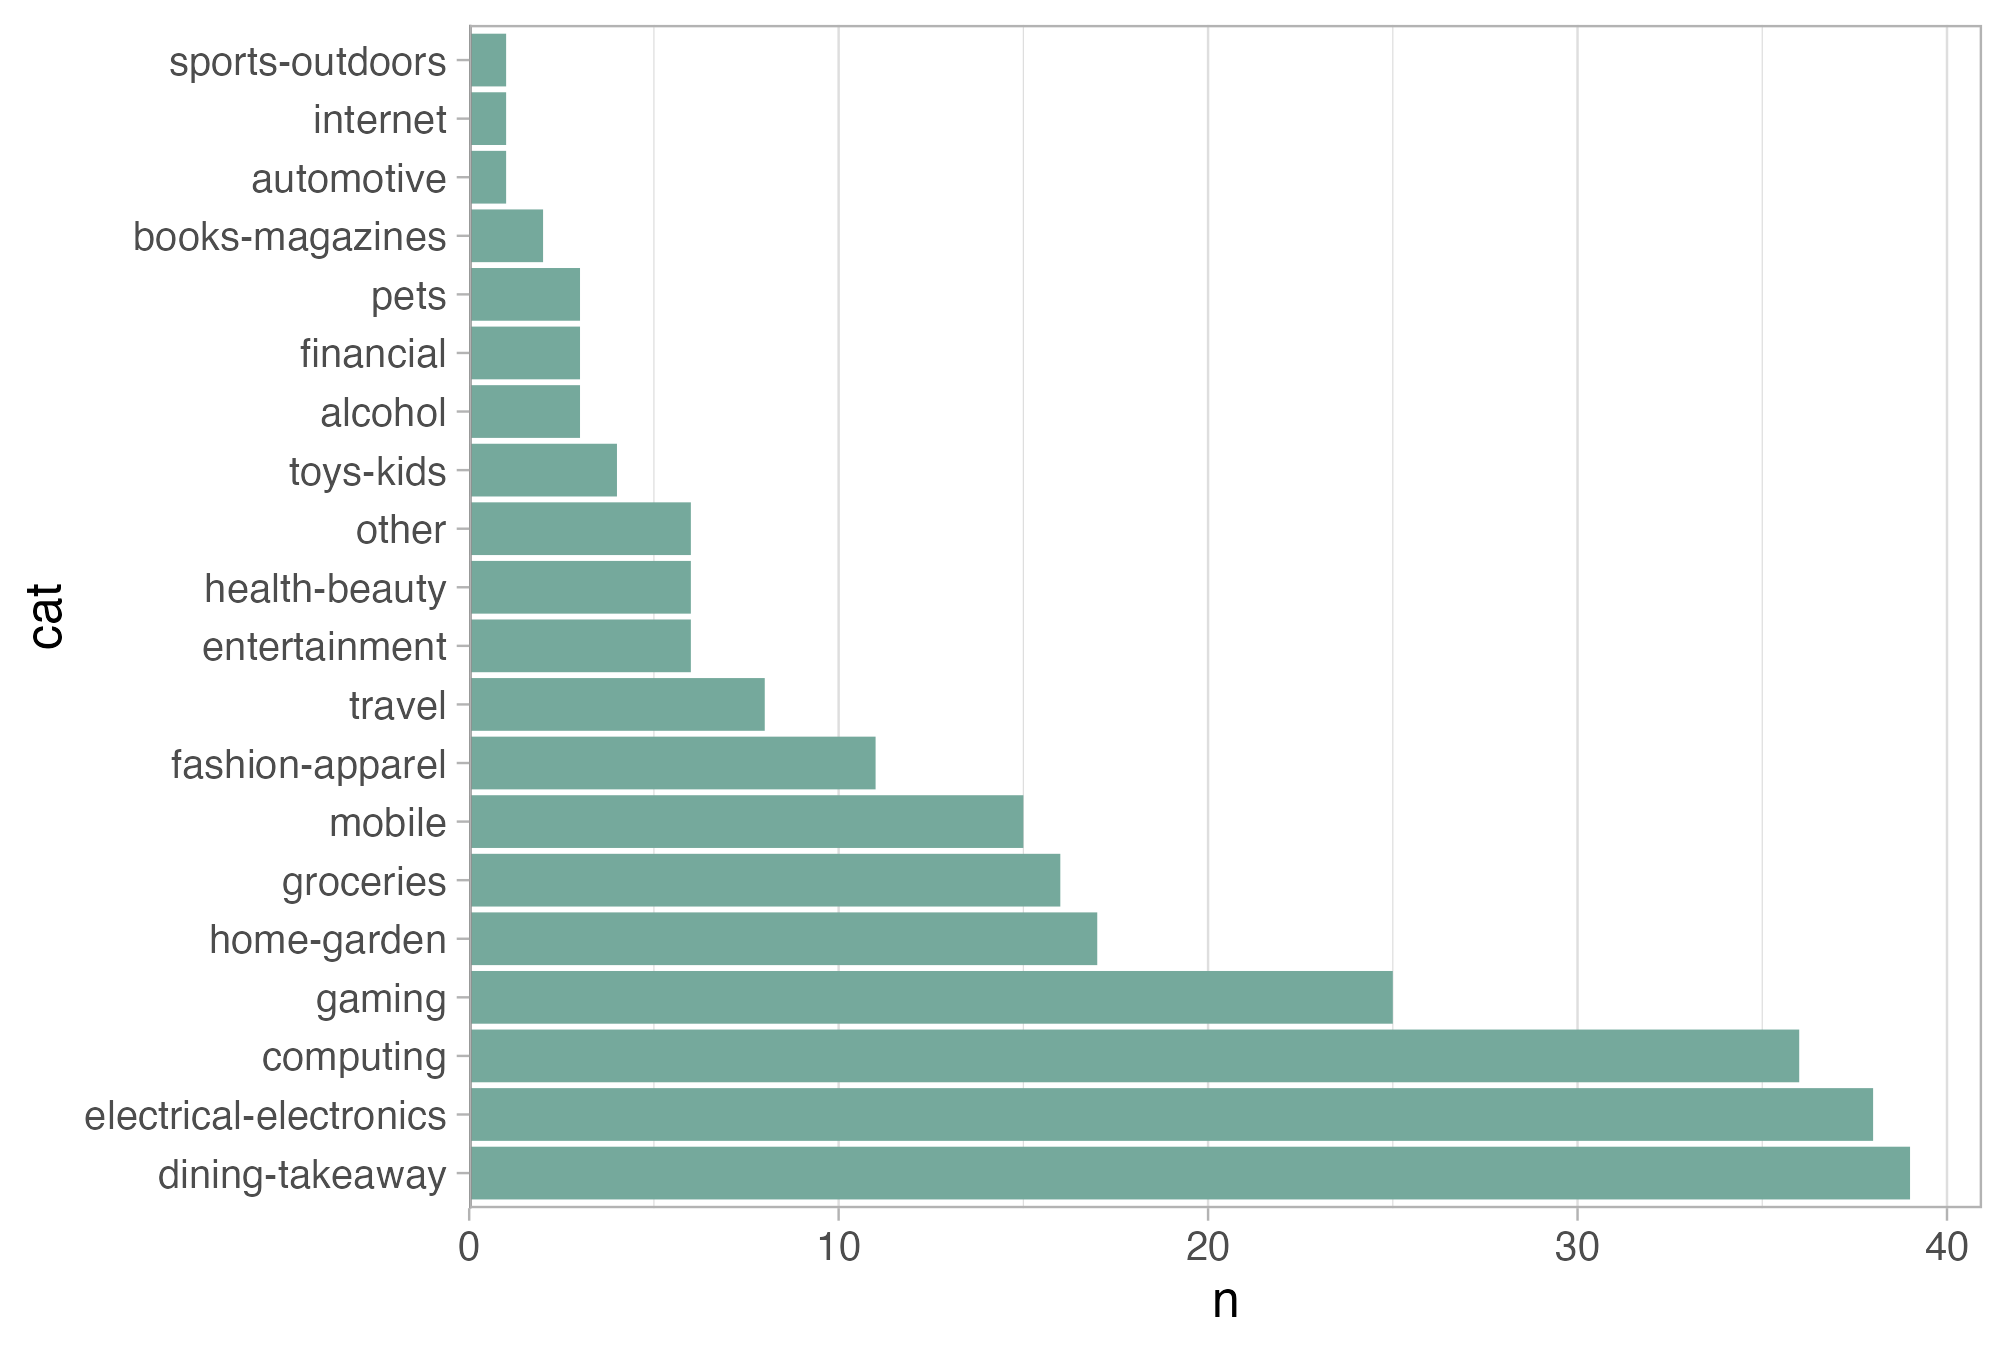 sports-outdoors
internet
automotive
books-magazines
pets
financial
alcohol
toys-kids
other
health-beauty
entertainment
travel
fashion-apparel
mobile
groceries
home-garden
gaming
computing
electrical-electronics
dining-takeaway
cat
0 10 20 30 40
n